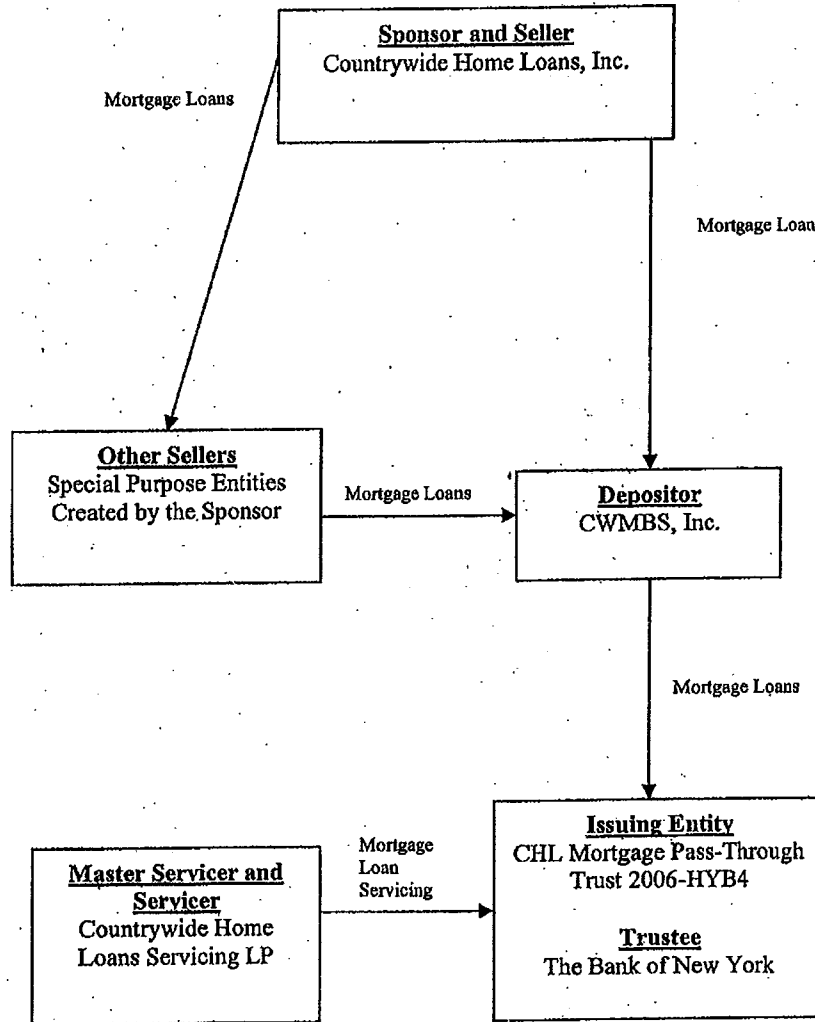 Sponsor and Seller
Countrywide Home Loans, Inc.
Mortgage Loans
Mortgage Loan
Other Sellers
Special Purpose Entities
Created by the Sponsor
Mortgage Loans
Depositor
CWMBS, Inc.
Mortgage Loans
Master Servicer and
Servicer
Countrywide Home
Loans Servicing LP
Mortgage
Loan
Servicing
Issuing Entity
CHL Mortgage Pass-Through
Trust 2006-HYB4
Trustee
The Bank of New York